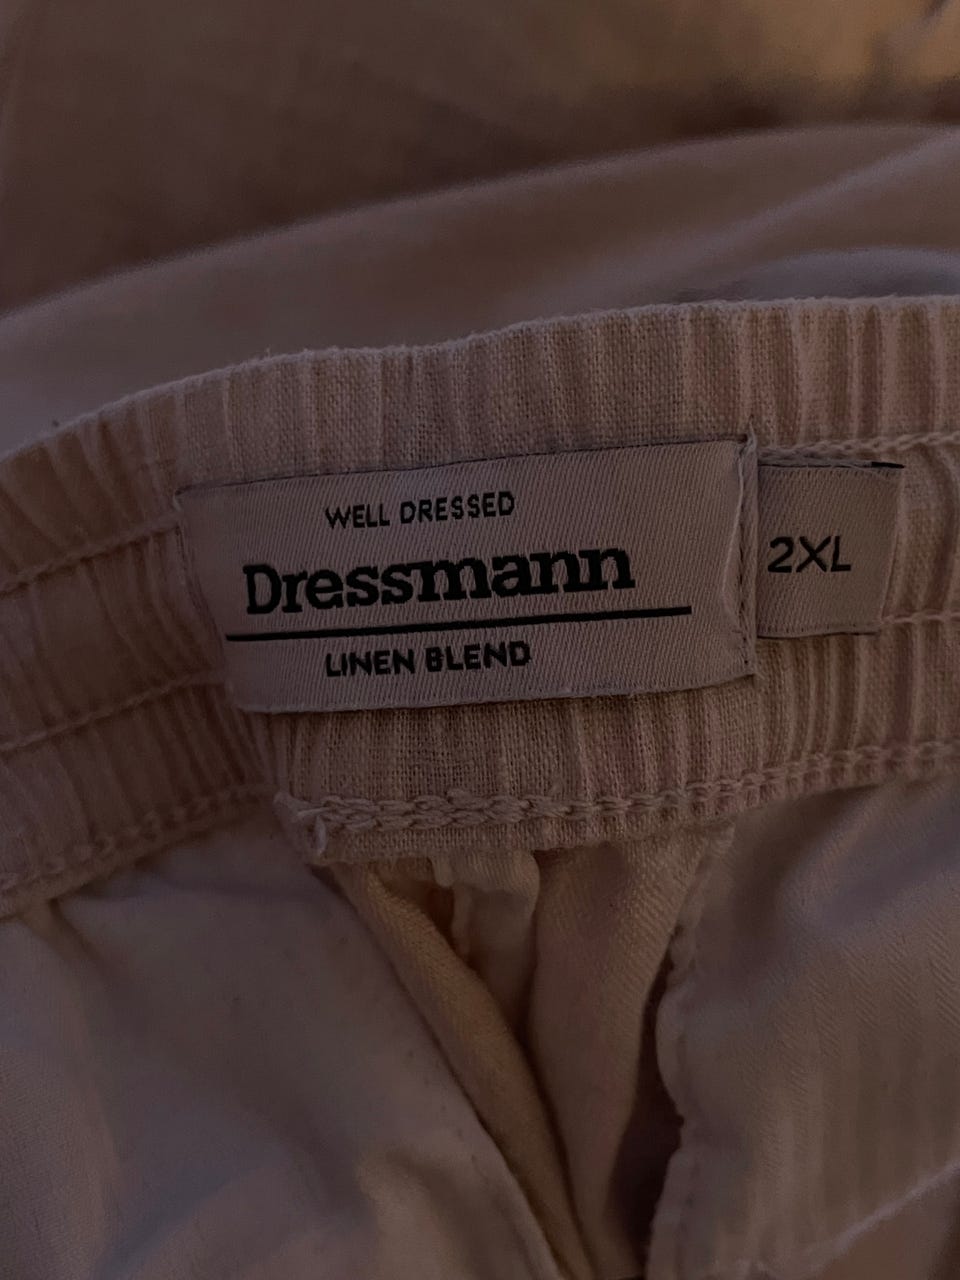 WELL DRESSED
Dressmann
LINEN BLEND
2XL